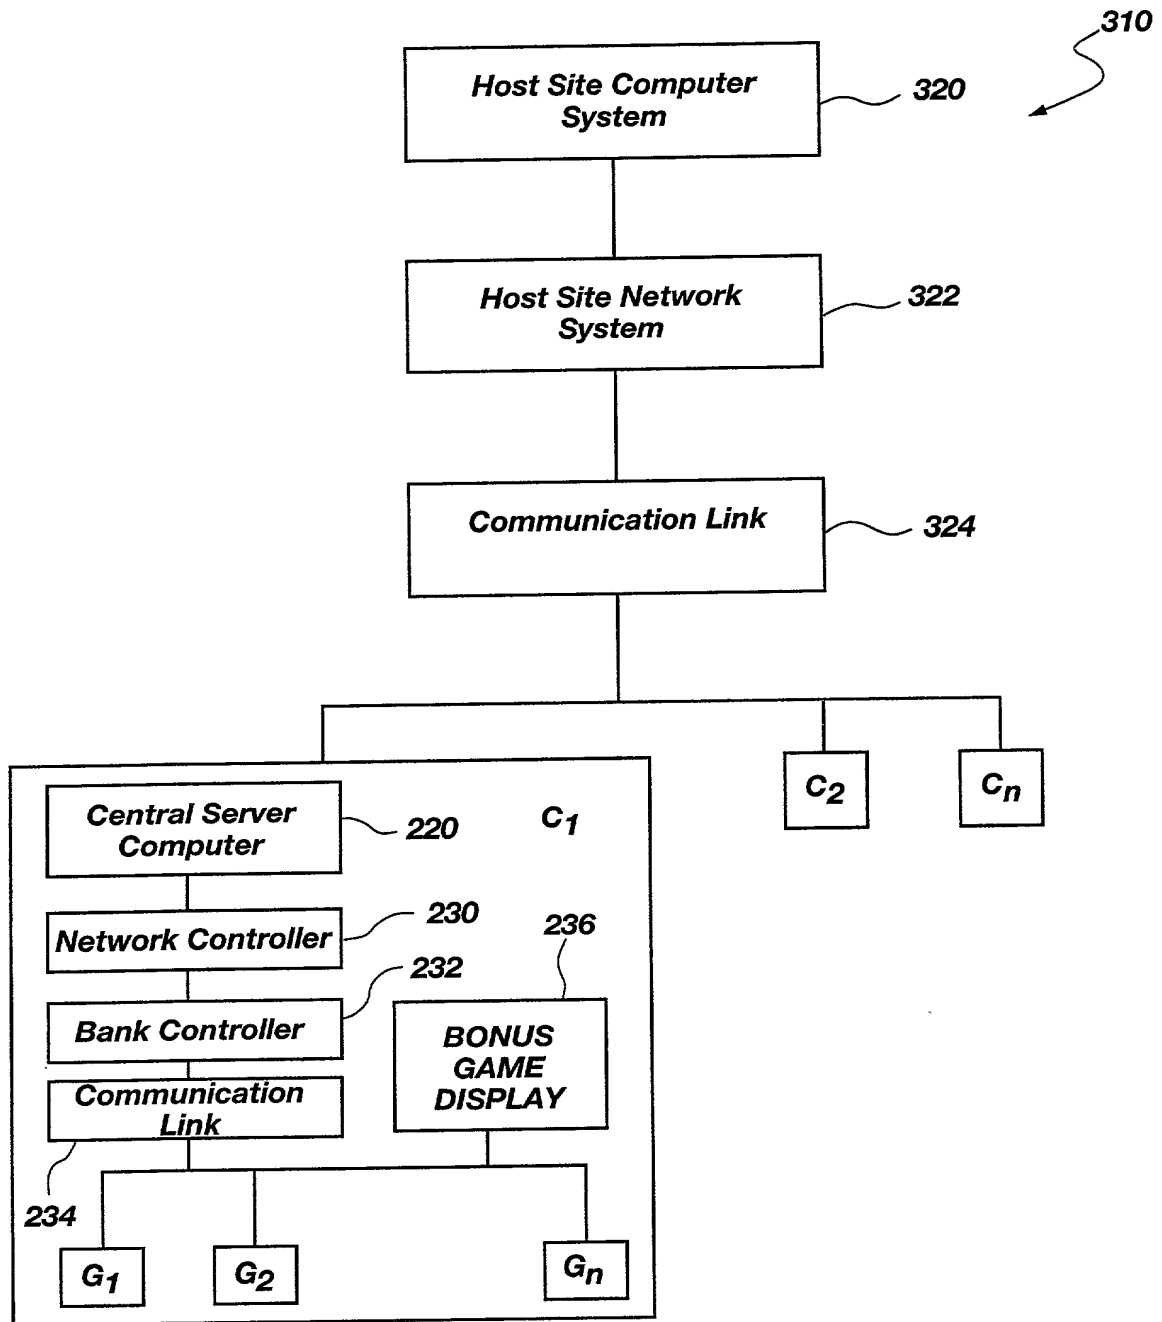 310
Host Site Computer
System
320
Host Site Network
System
322
Communication Link
324
C1
C2
Cn
Central Server
Computer
220
Network Controller
230
Bank Controller
232
Communication
Link
234
BONUS
GAME
DISPLAY
236
G1
G2
Gn